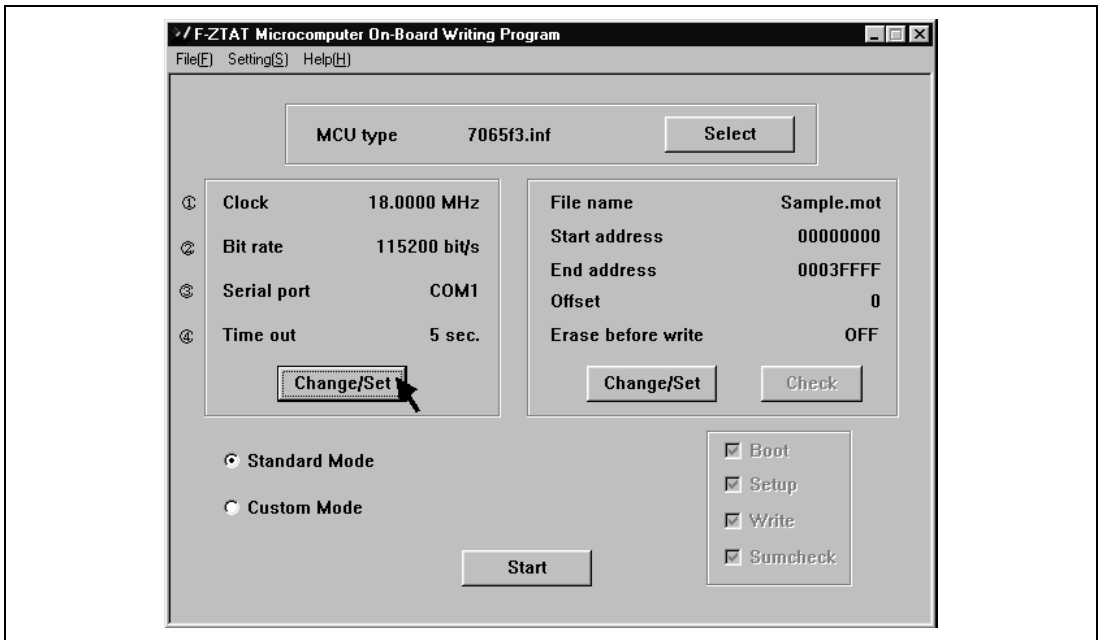 F-ZTAT Microcomputer On-Board Writing Program
File(F) Setting(S) Help(H)
MCU type 7065f3.inf Select
① Clock 18.0000 MHz
② Bit rate 115200 bit/s
③ Serial port COM1
④ Time out 5 sec.
Change/Set
File name Sample.mot
Start address 00000000
End address 0003FFFF
Offset 0
Erase before write OFF
Change/Set Check
Standard Mode
Custom Mode
Boot
Setup
Write
Sumcheck
Start